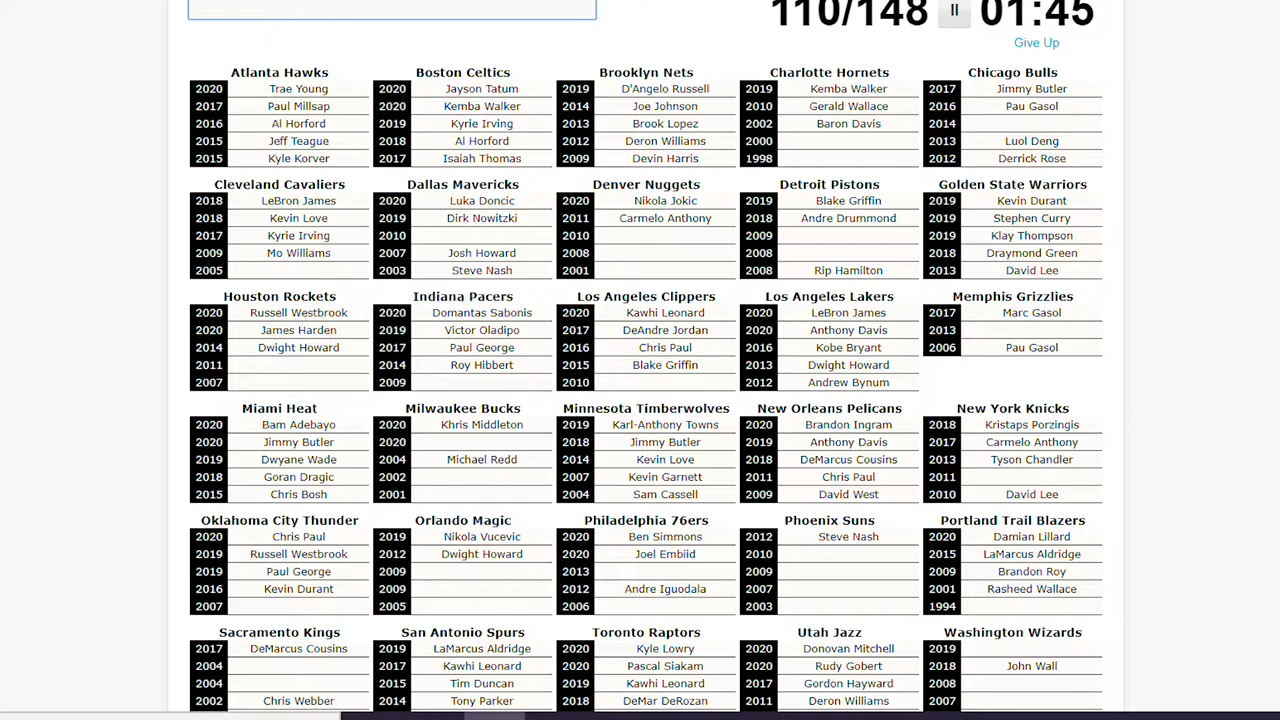 110/148 II 01:45
Give Up
Atlanta Hawks
2020 Trae Young
2017 Paul Millsap
2016 Al Horford
2015 Jeff Teague
2015 Kyle Korver
Boston Celtics
2020 Jayson Tatum
2020 Kemba Walker
2019 Kyrie Irving
2018 Al Horford
2017 Isaiah Thomas
Brooklyn Nets
2019 D'Angelo Russell
2014 Joe Johnson
2013 Brook Lopez
2012 Deron Williams
2009 Devin Harris
Charlotte Hornets
2019 Kemba Walker
2010 Gerald Wallace
2002 Baron Davis
2000
1998
Chicago Bulls
2017 Jimmy Butler
2016 Pau Gasol
2014
2013 Luol Deng
2012 Derrick Rose
Cleveland Cavaliers
2018 LeBron James
2018 Kevin Love
2017 Kyrie Irving
2009 Mo Williams
2005
Dallas Mavericks
2020 Luka Doncic
2019 Dirk Nowitzki
2010
2007 Josh Howard
2003 Steve Nash
Denver Nuggets
2020 Nikola Jokic
2011 Carmelo Anthony
2010
2008
2001
Detroit Pistons
2019 Blake Griffin
2018 Andre Drummond
2009
2008
2008 Rip Hamilton
Golden State Warriors
2019 Kevin Durant
2019 Stephen Curry
2019 Klay Thompson
2018 Draymond Green
2013 David Lee
Houston Rockets
2020 Russell Westbrook
2020 James Harden
2014 Dwight Howard
2011
2007
Indiana Pacers
2020 Domantas Sabonis
2019 Victor Oladipo
2017 Paul George
2014 Roy Hibbert
2009
Los Angeles Clippers
2020 Kawhi Leonard
2017 DeAndre Jordan
2016 Chris Paul
2015 Blake Griffin
2010
Los Angeles Lakers
2020 LeBron James
2020 Anthony Davis
2016 Kobe Bryant
2013 Dwight Howard
2012 Andrew Bynum
Memphis Grizzlies
2017 Marc Gasol
2013
2006 Pau Gasol
Miami Heat
2020 Bam Adebayo
2020 Jimmy Butler
2019 Dwyane Wade
2018 Goran Dragic
2015 Chris Bosh
Milwaukee Bucks
2020 Khris Middleton
2020
2004 Michael Redd
2002
2001
Minnesota Timberwolves
2019 Karl-Anthony Towns
2018 Jimmy Butler
2014 Kevin Love
2007 Kevin Garnett
2004 Sam Cassell
New Orleans Pelicans
2020 Brandon Ingram
2019 Anthony Davis
2018 DeMarcus Cousins
2011 Chris Paul
2009 David West
New York Knicks
2018 Kristaps Porzingis
2017 Carmelo Anthony
2013 Tyson Chandler
2011
2010 David Lee
Oklahoma City Thunder
2020 Chris Paul
2019 Russell Westbrook
2019 Paul George
2016 Kevin Durant
2007
Orlando Magic
2019 Nikola Vucevic
2012 Dwight Howard
2009
2009
2005
Philadelphia 76ers
2020 Ben Simmons
2020 Joel Embiid
2013
2012 Andre Iguodala
2006
Phoenix Suns
2012 Steve Nash
2010
2009
2007
2003
Portland Trail Blazers
2020 Damian Lillard
2015 LaMarcus Aldridge
2009 Brandon Roy
2001 Rasheed Wallace
1994
Sacramento Kings
2017 DeMarcus Cousins
2004
2004
2002 Chris Webber
San Antonio Spurs
2019 LaMarcus Aldridge
2017 Kawhi Leonard
2015 Tim Duncan
2014 Tony Parker
Toronto Raptors
2020 Kyle Lowry
2020 Pascal Siakam
2019 Kawhi Leonard
2018 DeMar DeRozan
Utah Jazz
2020 Donovan Mitchell
2020 Rudy Gobert
2017 Gordon Hayward
2011 Deron Williams
Washington Wizards
2019
2018 John Wall
2008
2007